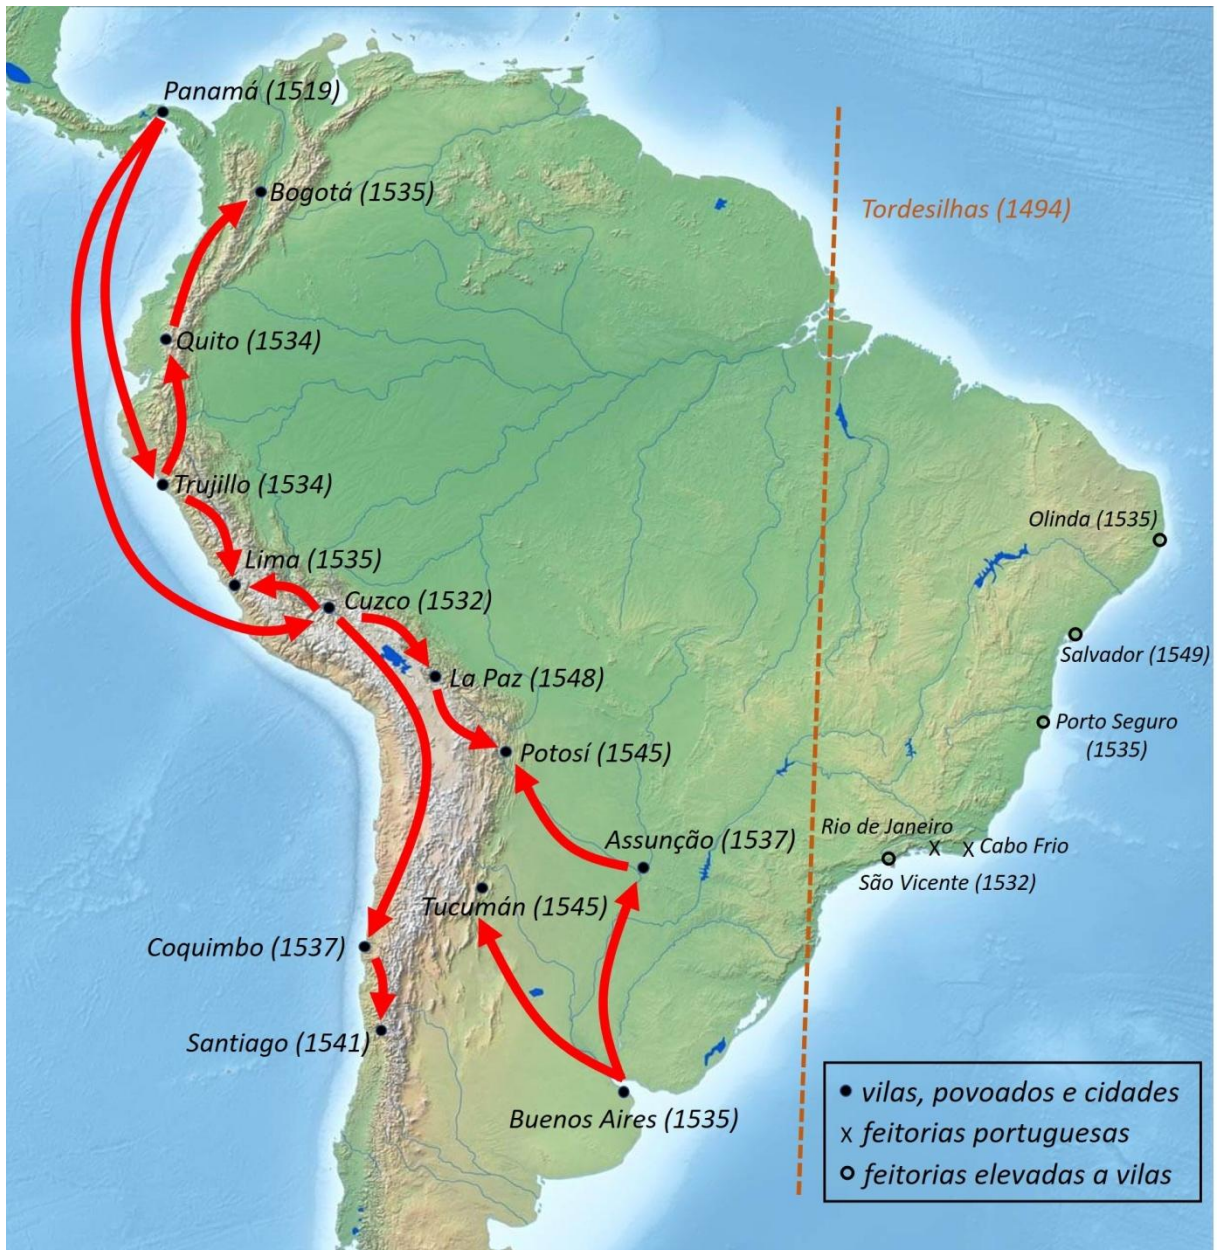 Panamá (1519)
Bogotá (1535)
Tordesilhas (1494)
Quito (1534)
Trujillo (1534)
Olinda (1535)
Lima (1535)
Cuzco (1532)
Salvador (1549)
La Paz (1548)
Porto Seguro
(1535)
Potosí (1545)
Rio de Janeiro
Assunção (1537)
x
x Cabo Frio
São Vicente (1532)
Tucumán (1545)
Coquimbo (1537)
Santiago (1541)
Buenos Aires (1535)
vilas, povoados e cidades
x feitorias portuguesas
feitorias elevadas a vilas